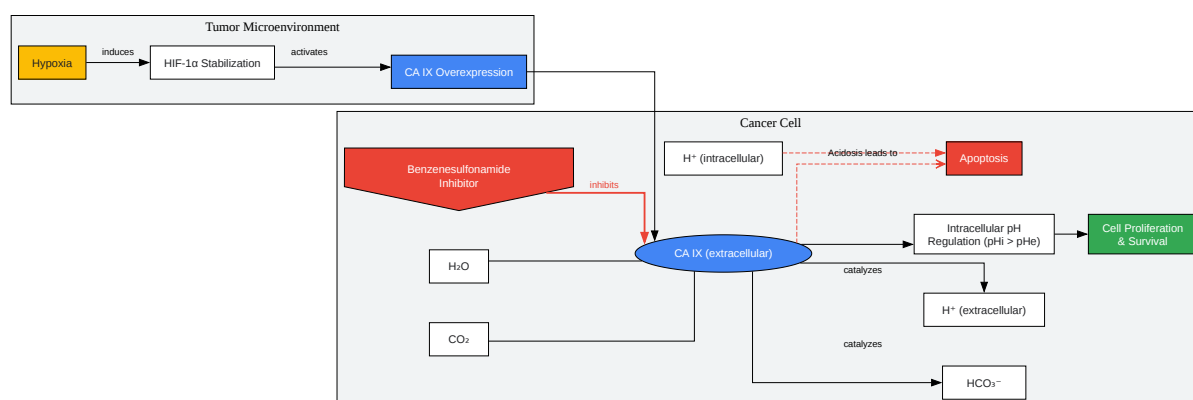 Tumor Microenvironment
Hypoxia
induces
HIF-1α Stabilization
activates
CA IX Overexpression
Cancer Cell
Benzenesulfonamide
Inhibitor
inhibits
H⁺ (intracellular)
Acidosis leads to
Apoptosis
H₂O
CO₂
CA IX (extracellular)
Intracellular pH
Regulation (pHi > pHe)
Cell Proliferation
& Survival
catalyzes
H⁺ (extracellular)
catalyzes
HCO₃⁻